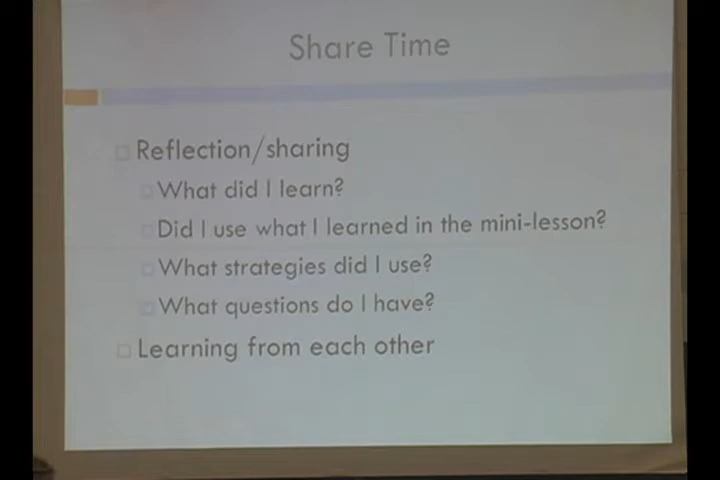 Share Time
Reflection/sharing
What did I learn?
Did I use what I learned in the mini-lesson?
What strategies did I use?
What questions do I have?
Learning from each other